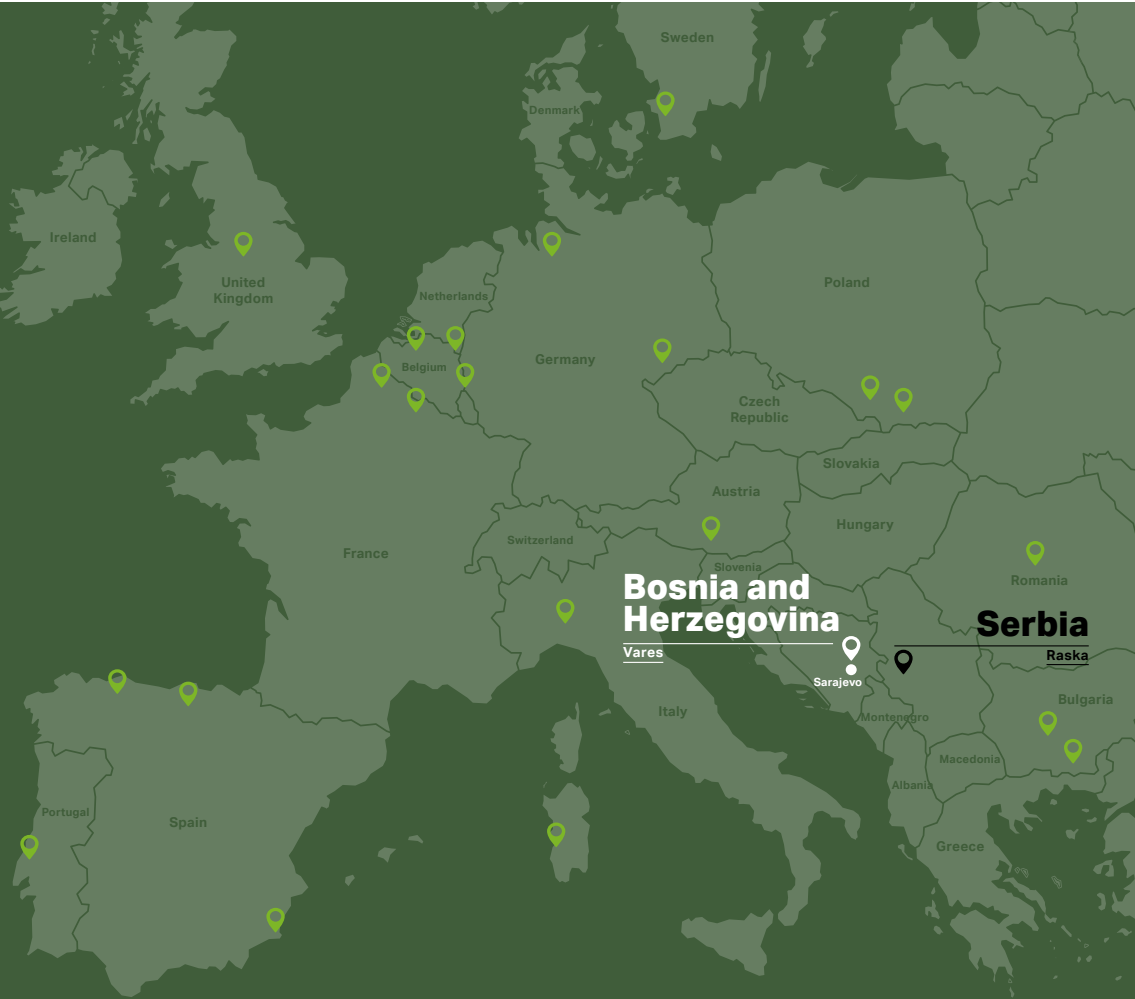 Sweden
Denmark
Ireland
United
Kingdom
Netherlands
Poland
Belgium
Germany
Czech
Republic
Slovakia
Austria
Hungary
Switzerland
France
Slovenia
Romania
Bosnia and
Herzegovina
Vares
Sarajevo
Serbia
Raska
Bulgaria
Italy
Montenegro
Macedonia
Albania
Portugal
Spain
Greece